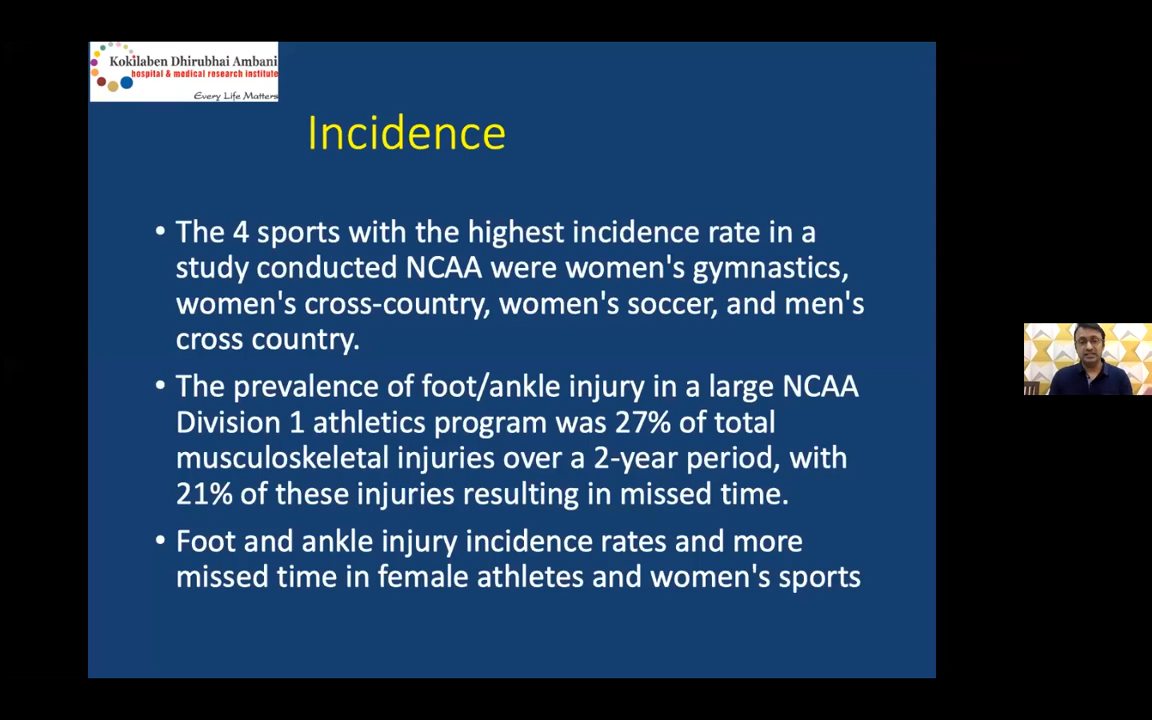 Kokilaben Dhirubhai Ambani
hospital & medical research institute
Every Life Matters
Incidence
• The 4 sports with the highest incidence rate in a
study conducted NCAA were women's gymnastics,
women's cross-country, women's soccer, and men's
cross country.
• The prevalence of foot/ankle injury in a large NCAA
Division 1 athletics program was 27% of total
musculoskeletal injuries over a 2-year period, with
21% of these injuries resulting in missed time.
• Foot and ankle injury incidence rates and more
missed time in female athletes and women's sports